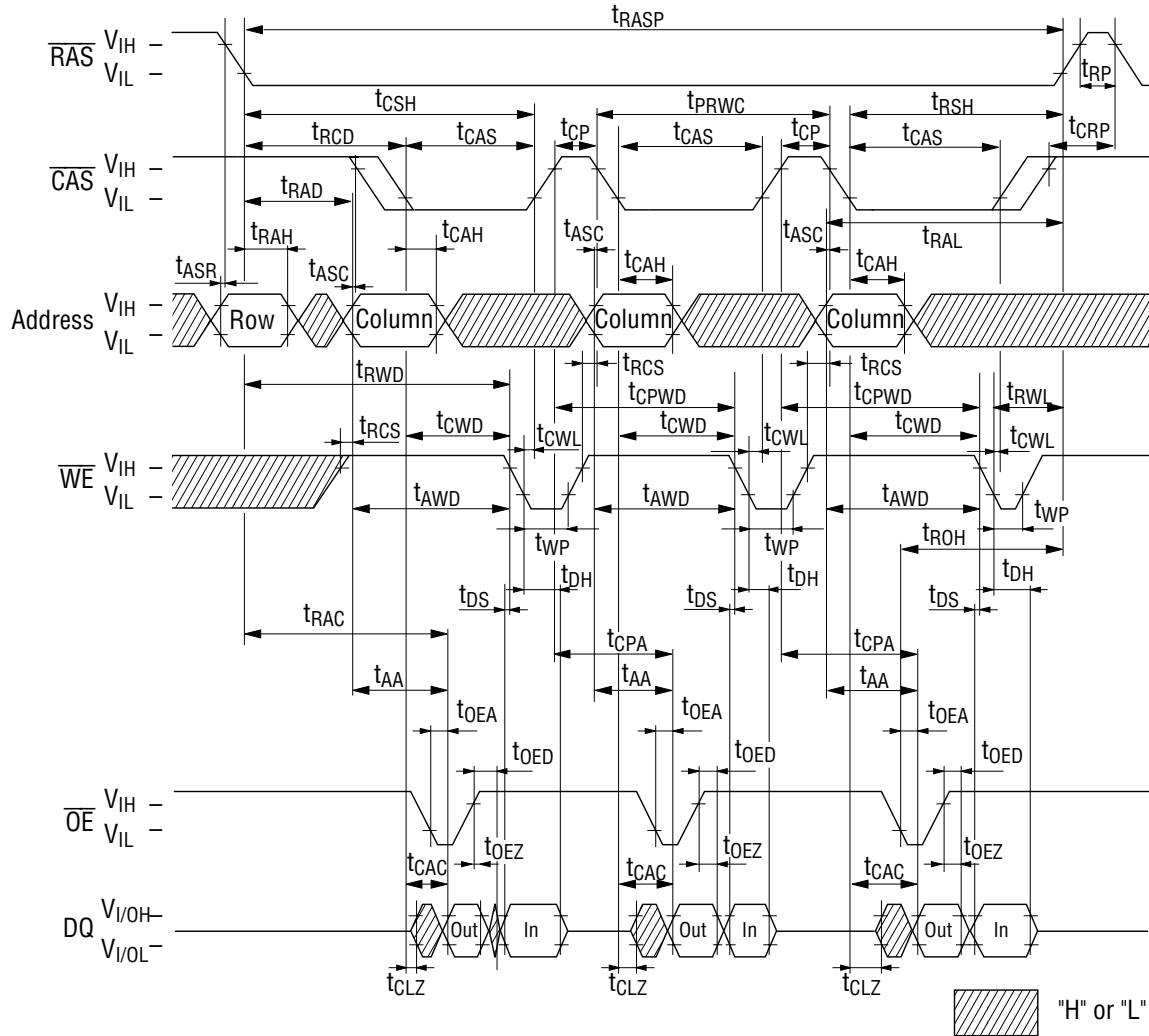 tRASP
RAS VIH
VIL
tRP
tCSH tPRWC tRSH
tRCD tCAS tCP tCAS tCP tCAS tCRP
CAS VIH
VIL
tRAD
tRAH tCAH tASC tASC tRAL
tASR tASC tCAH tCAH
Address VIH
VIL
Row Column Column Column
tRCS tRCS
tRWD tCPWD tCPWD tRWL
tRCS tCWD tCWL tCWD tCWL tCWD tCWL
WE VIH
VIL
tAWD tAWD tAWD
tWP tWP tROH tWP
tDH tDH tDH
tDS tDS tDS
tRAC
tCPA tCPA
tAA tAA tAA
tOEA tOEA tOEA
tOED tOED tOED
OE VIH
VIL
tCAC tOEZ tCAC tOEZ tCAC tOEZ
DQ VI/OH
VI/OL
Out In Out In Out In
tCLZ tCLZ tCLZ
"H" or "L"